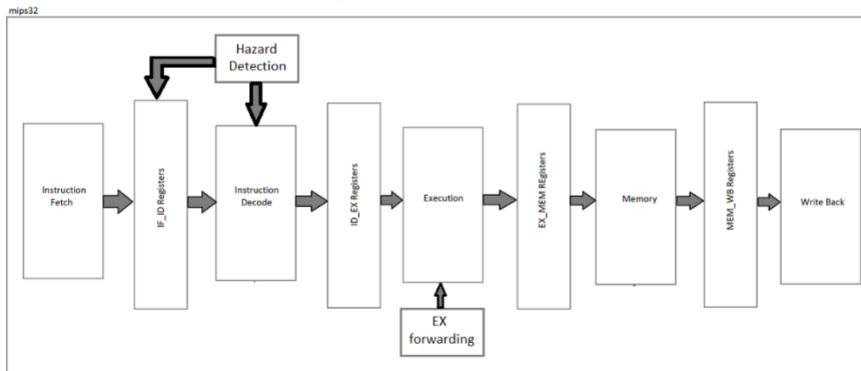 mips32
Hazard
Detection
Instruction
Fetch
IF_ID Registers
Instruction
Decode
ID_EX Registers
Execution
EX_MEM REgisters
Memory
MEM_WB Registers
Write Back
EX
forwarding